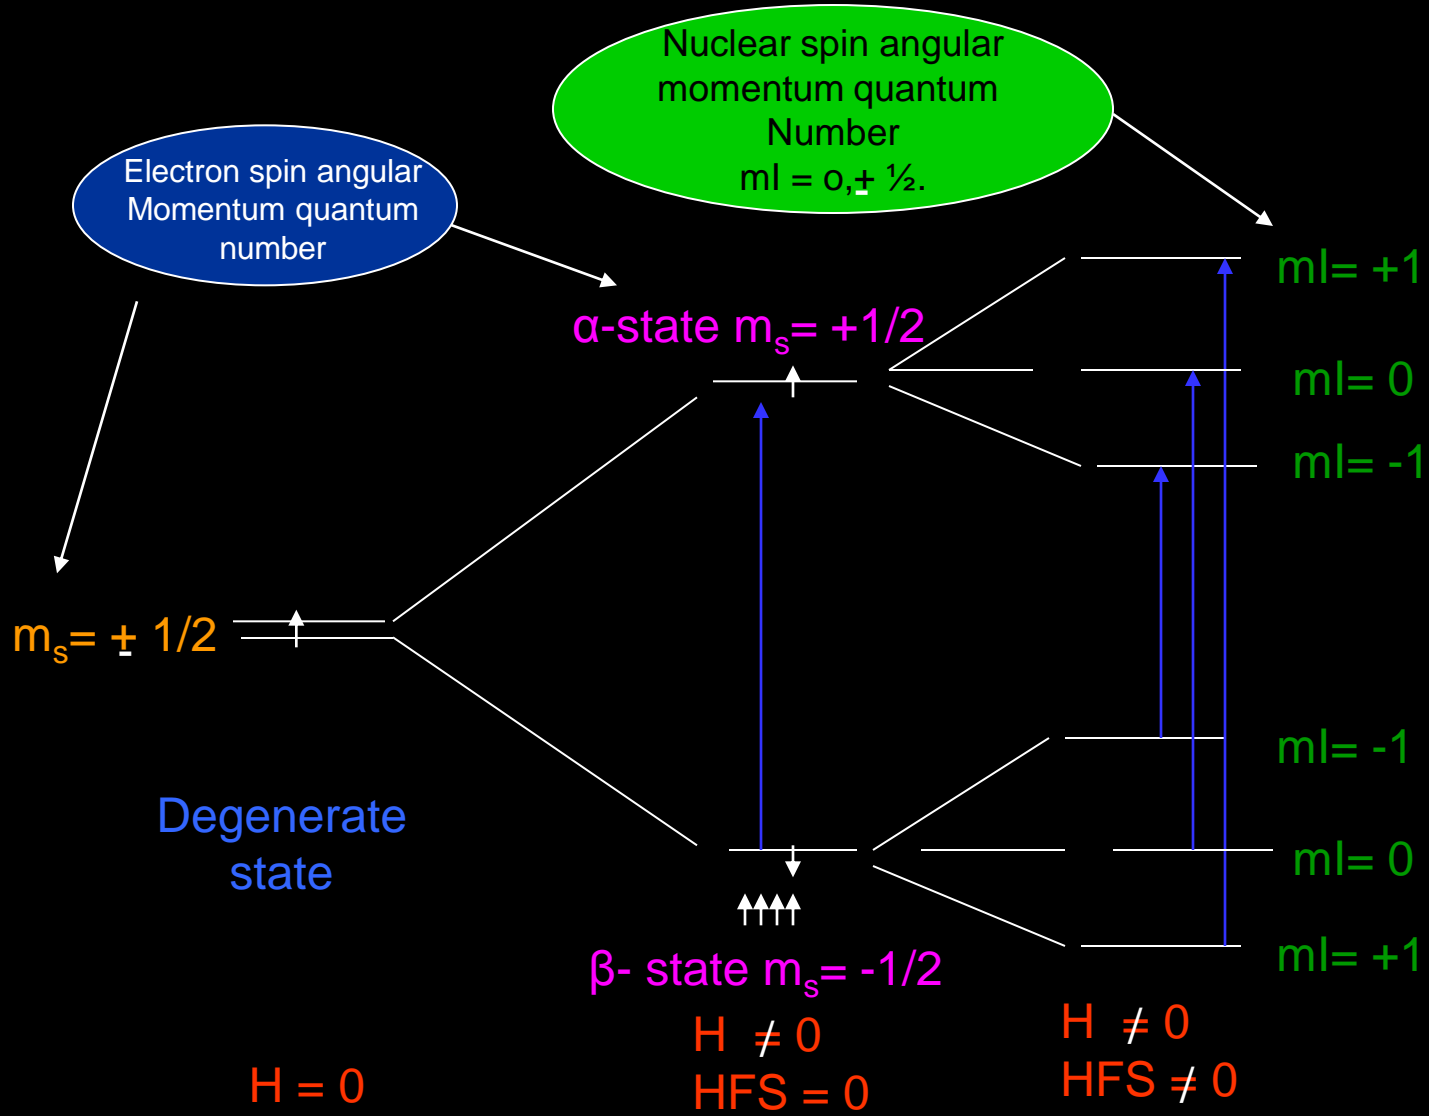 Nuclear spin angular
momentum quantum
Number
ml = o,± ½.
Electron spin angular
Momentum quantum
number
ml= +1
α-state mₛ= +1/2
ml= 0
ml= -1
mₛ= ± 1/2
ml= -1
Degenerate
state
ml= 0
ml= +1
β- state mₛ= -1/2
H = 0
H ≠ 0
HFS = 0
H ≠ 0
HFS ≠ 0